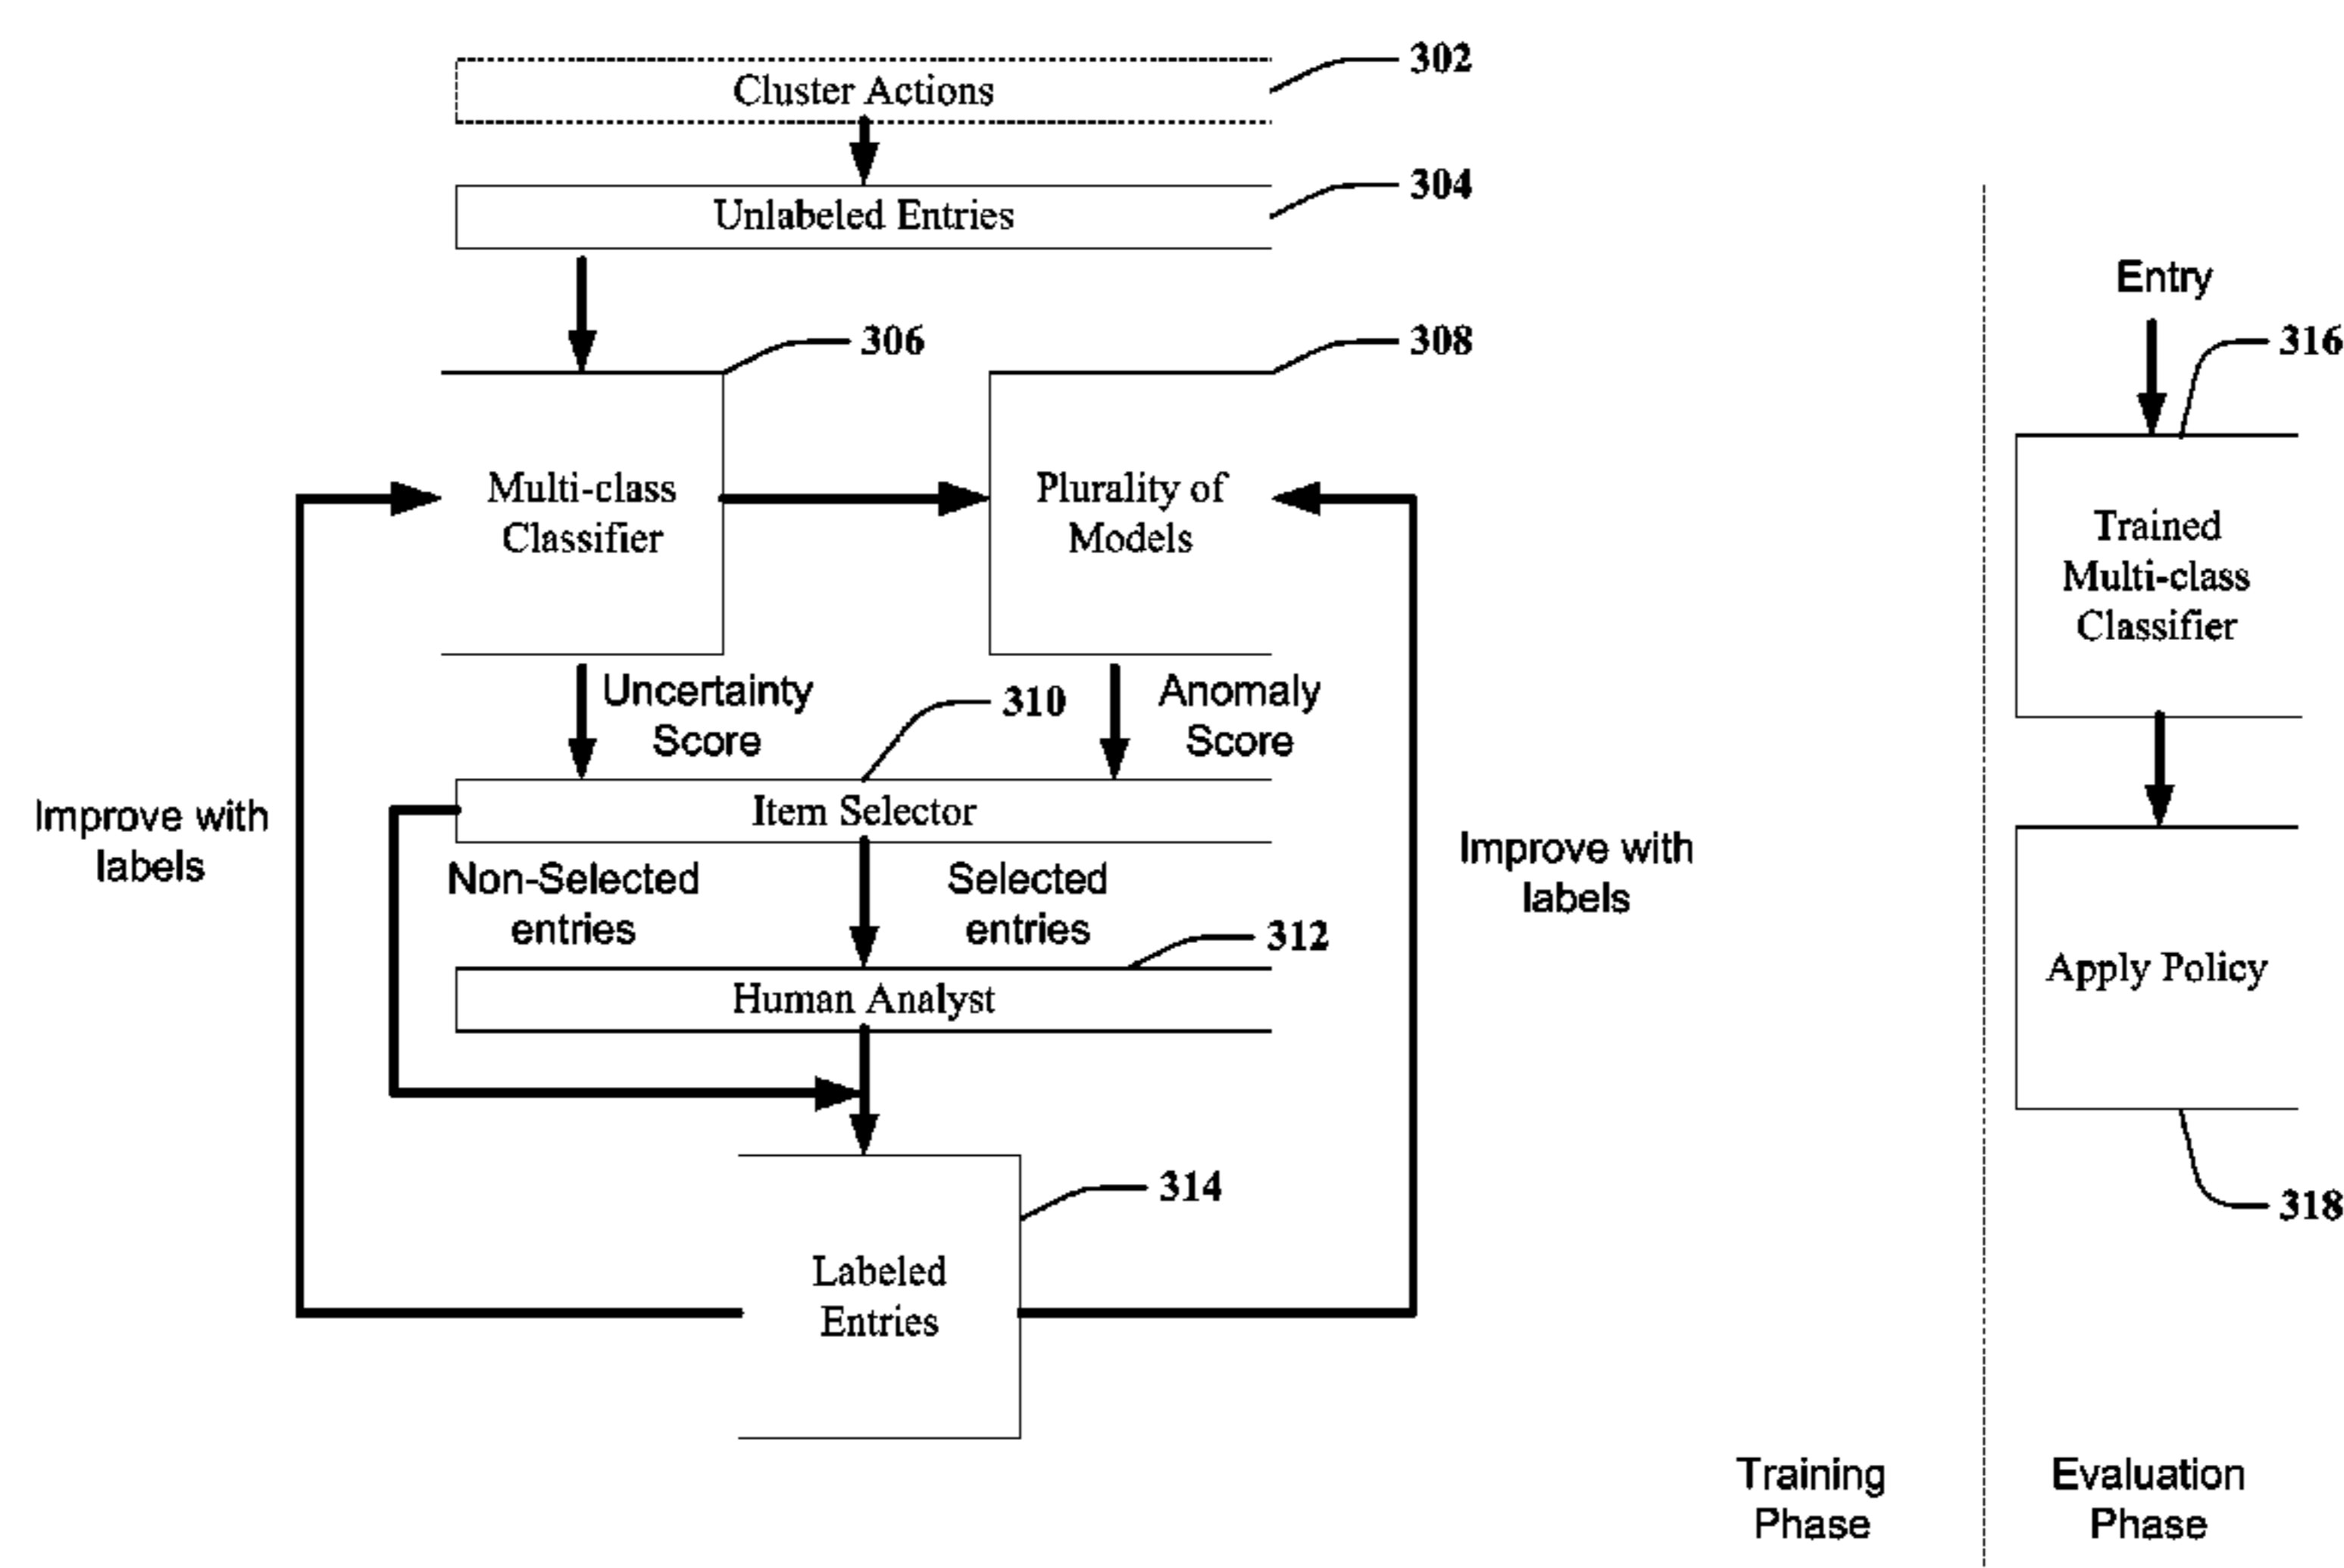 302
Cluster Actions
304
Unlabeled Entries
306
308
Multi-class
Classifier
Plurality of
Models
Uncertainty
Score
310
Anomaly
Score
Item Selector
Improve with
labels
Improve with
labels
Non-Selected
entries
Selected
entries
312
Human Analyst
314
Labeled
Entries
Training
Phase
Entry
316
Trained
Multi-class
Classifier
Apply Policy
318
Evaluation
Phase